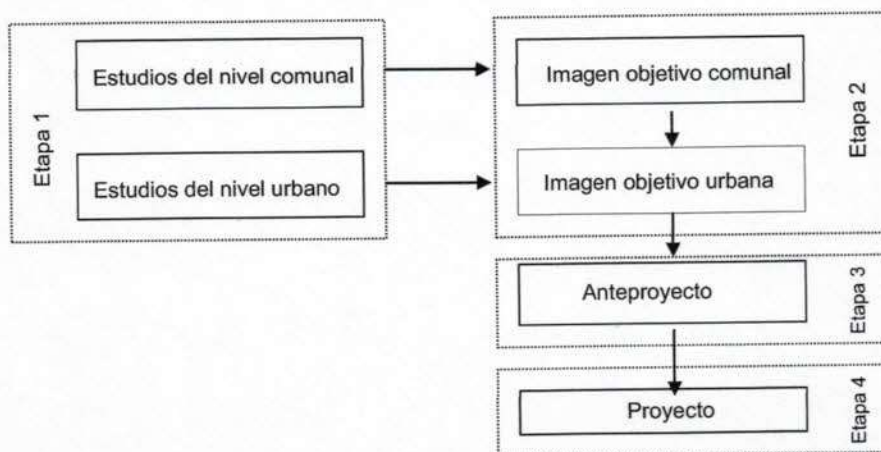 Etapa 1
Estudios del nivel comunal
Estudios del nivel urbano
Imagen objetivo comunal
Imagen objetivo urbana
Etapa 2
Anteproyecto
Etapa 3
Proyecto
Etapa 4